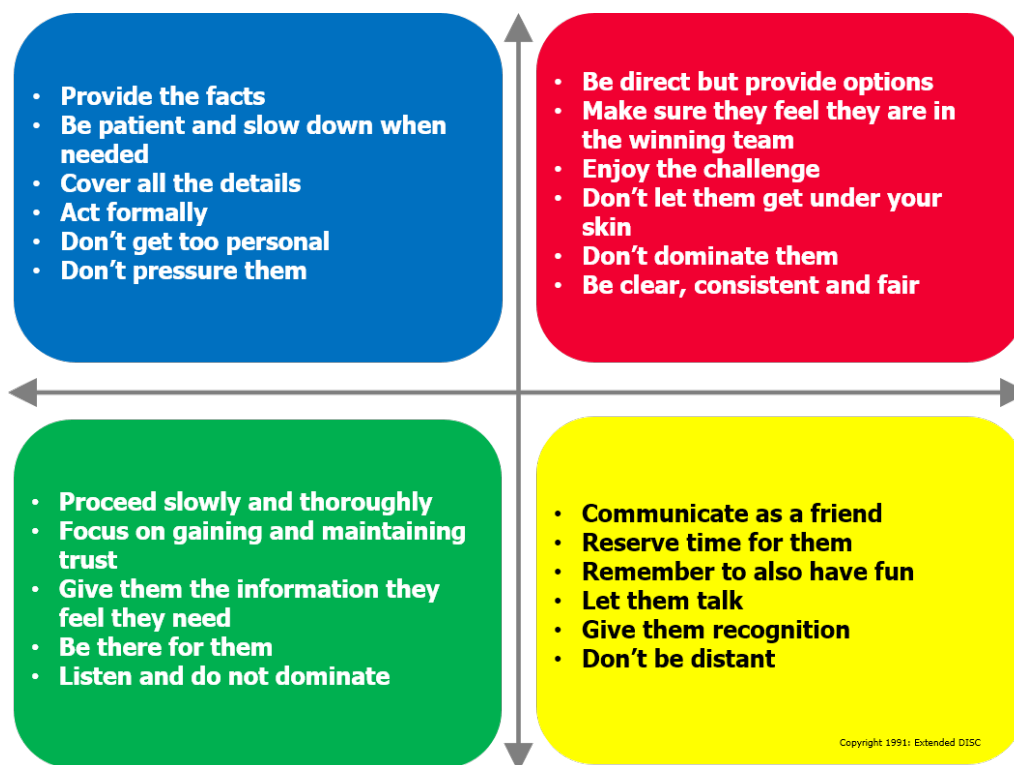 • Provide the facts
• Be patient and slow down when
needed
• Cover all the details
• Act formally
• Don’t get too personal
• Don’t pressure them
• Be direct but provide options
• Make sure they feel they are in
the winning team
• Enjoy the challenge
• Don’t let them get under your
skin
• Don’t dominate them
• Be clear, consistent and fair
• Proceed slowly and thoroughly
• Focus on gaining and maintaining
trust
• Give them the information they
feel they need
• Be there for them
• Listen and do not dominate
• Communicate as a friend
• Reserve time for them
• Remember to also have fun
• Let them talk
• Give them recognition
• Don’t be distant
Copyright 1991: Extended DISC